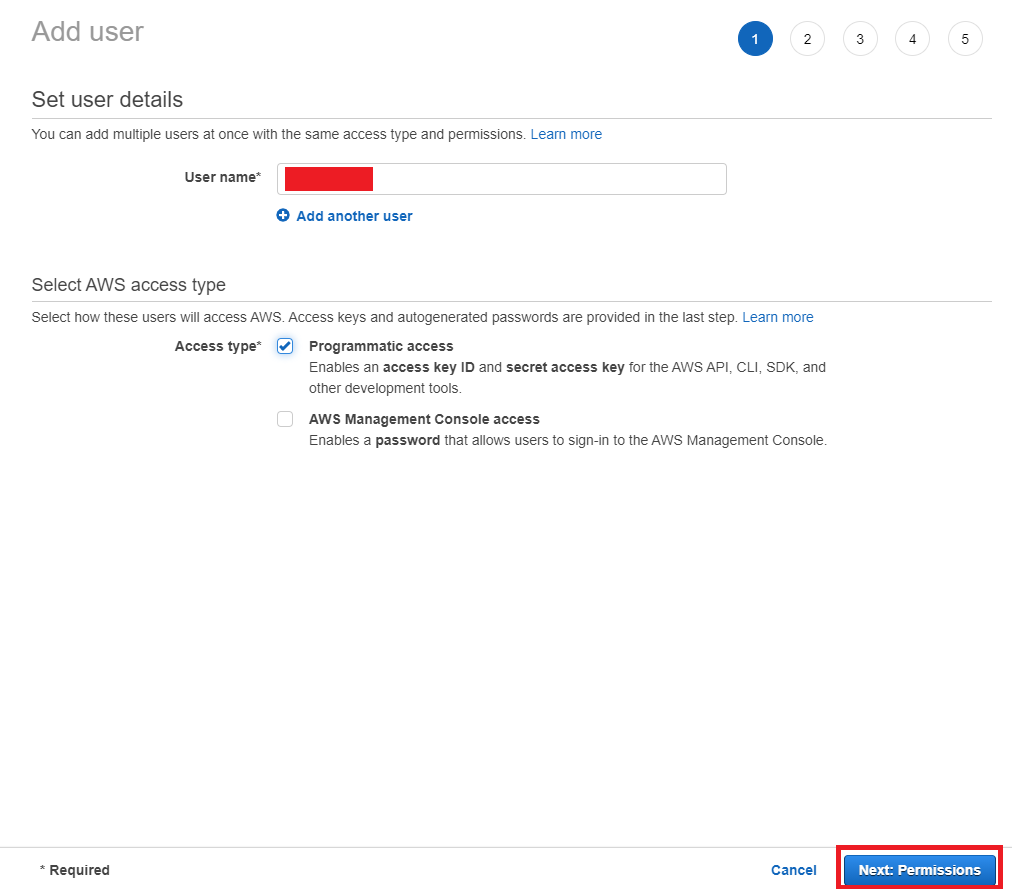 Add user
1 2 3 4 5
Set user details
You can add multiple users at once with the same access type and permissions. Learn more
User name*
Add another user
Select AWS access type
Select how these users will access AWS. Access keys and autogenerated passwords are provided in the last step. Learn more
Access type* Programmatic access
Enables an access key ID and secret access key for the AWS API, CLI, SDK, and
other development tools.
AWS Management Console access
Enables a password that allows users to sign-in to the AWS Management Console.
* Required Cancel Next: Permissions